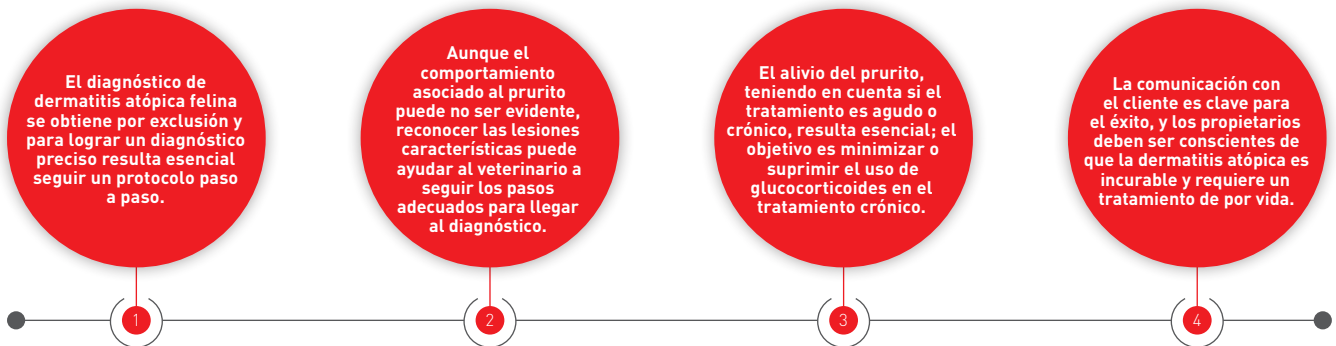 El diagnóstico de
dermatitis atópica felina
se obtiene por exclusión y
para lograr un diagnóstico
preciso resulta esencial
seguir un protocolo paso
a paso.
Aunque el
comportamiento
asociado al prurito
puede no ser evidente,
reconocer las lesiones
características puede
ayudar al veterinario a
seguir los pasos
adecuados para llegar
al diagnóstico.
El alivio del prurito,
teniendo en cuenta si el
tratamiento es agudo o
crónico, resulta esencial; el
objetivo es minimizar o
suprimir el uso de
glucocorticoides en el
tratamiento crónico.
La comunicación con
el cliente es clave para
el éxito, y los propietarios
deben ser conscientes de
que la dermatitis atópica es
incurable y requiere un
tratamiento de por vida.
1
2
3
4